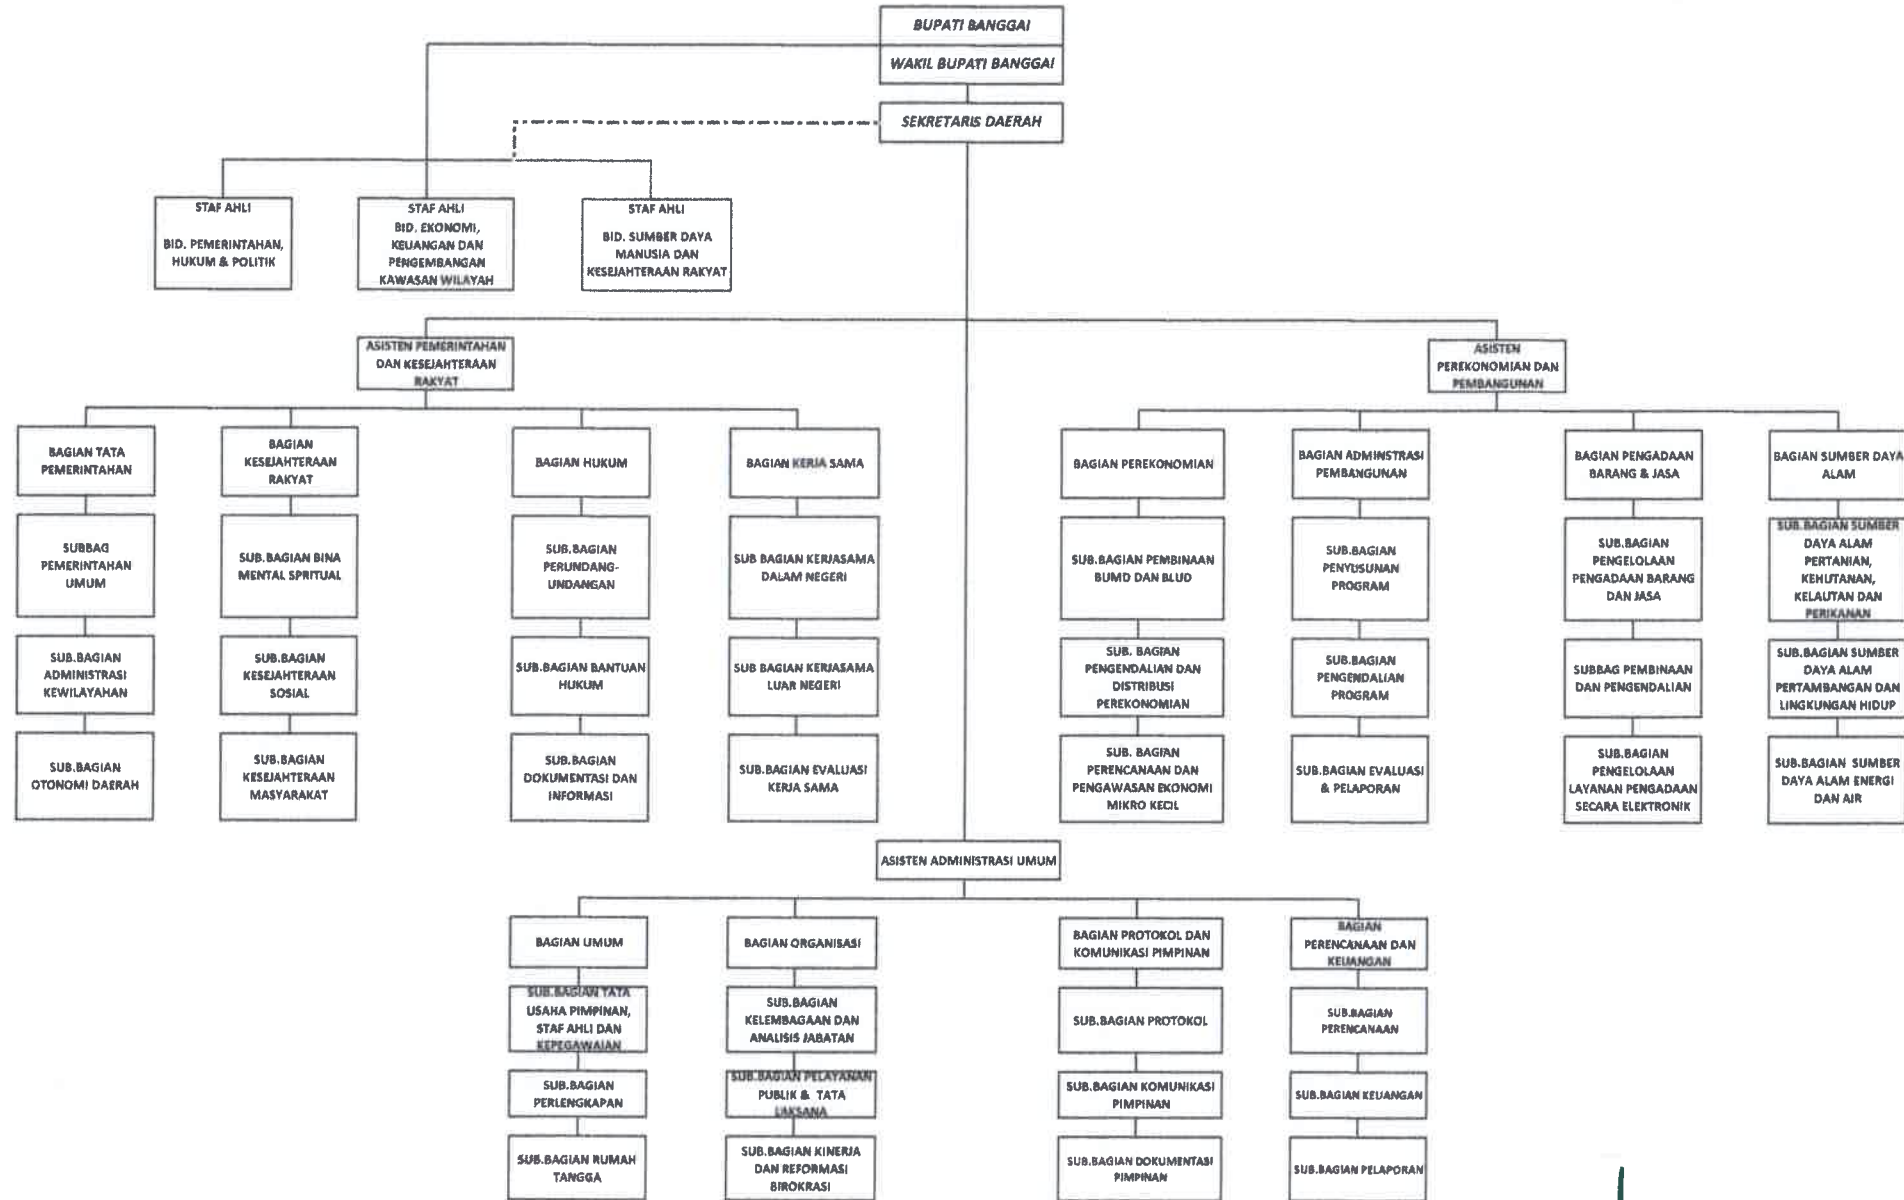 BUPATI BANGGAI
WAKIL BUPATI BANGGAI
SEKRETARIS DAERAH
STAF AHLI
BID. PEMERINTAHAN,
HUKUM & POLITIK
STAF AHLI
BID. EKONOMI,
KEUANGAN DAN
PENGEMBANGAN
KAWASAN WILAYAH
STAF AHLI
BID. SUMBER DAYA
MANUSIA DAN
KESEJAHTERAAN RAKYAT
ASISTEN PEMERINTAHAN
DAN KESEJAHTERAAN
RAKYAT
ASISTEN
PEREKONOMIAN DAN
PEMBANGUNAN
BAGIAN TATA
PEMERINTAHAN
BAGIAN
KESEJAHTERAAN
RAKYAT
BAGIAN HUKUM
BAGIAN KERJA SAMA
BAGIAN PEREKONOMIAN
BAGIAN ADMINSTRASI
PEMBANGUNAN
BAGIAN PENGADAAN
BARANG & JASA
BAGIAN SUMBER DAYA
ALAM
SUBBAG
PEMERINTAHAN
UMUM
SUB.BAGIAN BINA
MENTAL SPRITUAL
SUB.BAGIAN
PERUNDANG-
UNDANGAN
SUB BAGIAN KERJASAMA
DALAM NEGERI
SUB.BAGIAN PEMBINAAN
BUMD DAN BLUD
SUB.BAGIAN
PENYUSUNAN
PROGRAM
SUB.BAGIAN
PENGELOLAAN
PENGADAAN BARANG
DAN JASA
SUB.BAGIAN SUMBER
DAYA ALAM
PERTANIAN,
KEHUTANAN,
KELAUTAN DAN
PERIKANAN
SUB.BAGIAN
ADMINISTRASI
KEWILAYAHAN
SUB.BAGIAN
KESEJAHTERAAN
SOSIAL
SUB.BAGIAN BANTUAN
HUKUM
SUB BAGIAN KERJASAMA
LUAR NEGERI
SUB. BAGIAN
PENGENDALIAN DAN
DISTRIBUSI
PEREKONOMIAN
SUB.BAGIAN
PENGENDALIAN
PROGRAM
SUBBAG PEMBINAAN
DAN PENGENDALIAN
SUB.BAGIAN SUMBER
DAYA ALAM
PERTAMBANGAN DAN
LINGKUNGAN HIDUP
SUB.BAGIAN
OTONOMI DAERAH
SUB.BAGIAN
KESEJAHTERAAN
MASYARAKAT
SUB.BAGIAN
DOKUMENTASI DAN
INFORMASI
SUB.BAGIAN EVALUASI
KERJA SAMA
SUB. BAGIAN
PERENCANAAN DAN
PENGAWASAN EKONOMI
MIKRO KECIL
SUB.BAGIAN EVALUASI
& PELAPORAN
SUB.BAGIAN
PENGELOLAAN
LAYANAN PENGADAAN
SECARA ELEKTRONIK
SUB.BAGIAN SUMBER
DAYA ALAM ENERGI
DAN AIR
ASISTEN ADMINISTRASI UMUM
BAGIAN UMUM
BAGIAN ORGANISASI
BAGIAN PROTOKOL DAN
KOMUNIKASI PIMPINAN
BAGIAN
PERENCANAAN DAN
KEUANGAN
SUB.BAGIAN TATA
USAHA PIMPINAN,
STAF AHLI DAN
KEPEGAWAIAN
SUB.BAGIAN
KELEMBAGAAN DAN
ANALISIS JABATAN
SUB.BAGIAN PROTOKOL
SUB.BAGIAN
PERENCANAAN
SUB.BAGIAN
PERLENGKAPAN
SUB.BAGIAN PELAYANAN
PUBLIK & TATA
LAKSANA
SUB.BAGIAN KOMUNIKASI
PIMPINAN
SUB.BAGIAN KEUANGAN
SUB.BAGIAN RUMAH
TANGGA
SUB.BAGIAN KINERJA
DAN REFORMASI
BIROKRASI
SUB.BAGIAN DOKUMENTASI
PIMPINAN
SUB.BAGIAN PELAPORAN